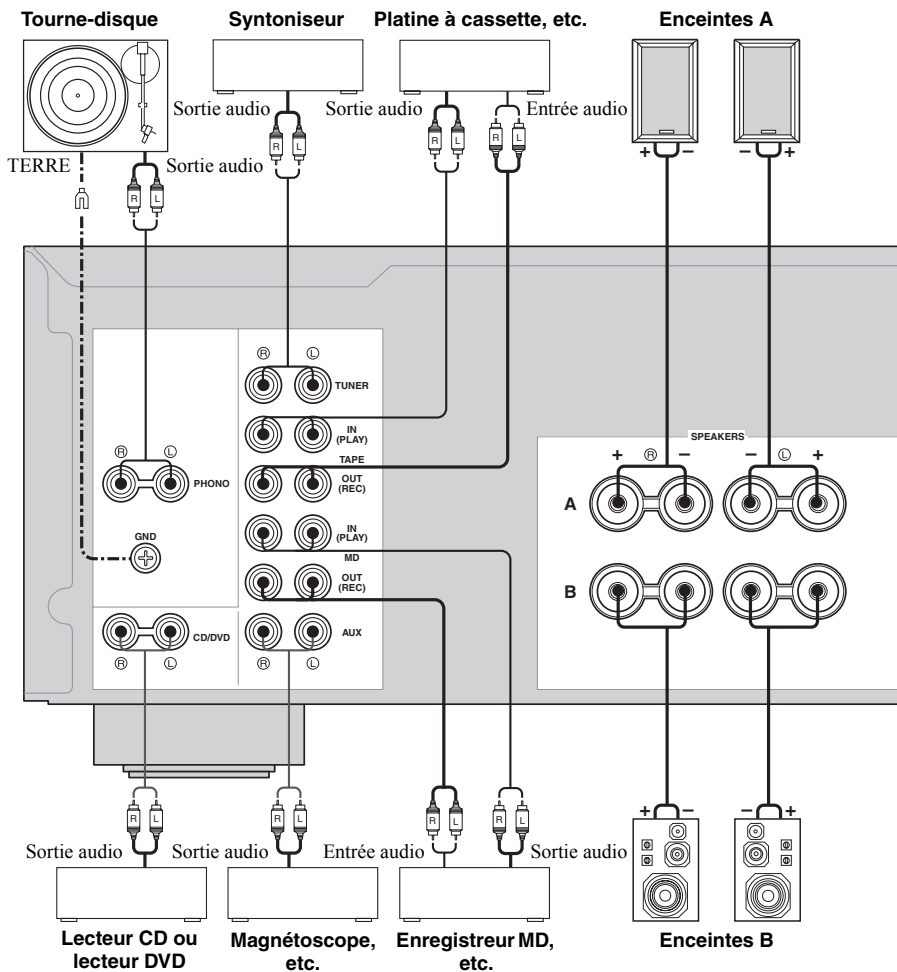 Tourne-disque
Syntoniseur
Platine à cassette, etc.
Enceintes A
Sortie audio
Sortie audio
Entrée audio
R L
R L
R L
+ − − +
TERRE
Sortie audio
R L
R L
TUNER
IN
(PLAY)
TAPE
OUT
(REC)
IN
(PLAY)
MD
OUT
(REC)
R L
PHONO
GND
CD/DVD
R L
AUX
R L
SPEAKERS
+ R − − L +
A
B
+ − − +
R L
R L
R L
R L
Sortie audio
Sortie audio
Entrée audio
Sortie audio
Lecteur CD ou
lecteur DVD
Magnétoscope,
etc.
Enregistreur MD,
etc.
Enceintes B